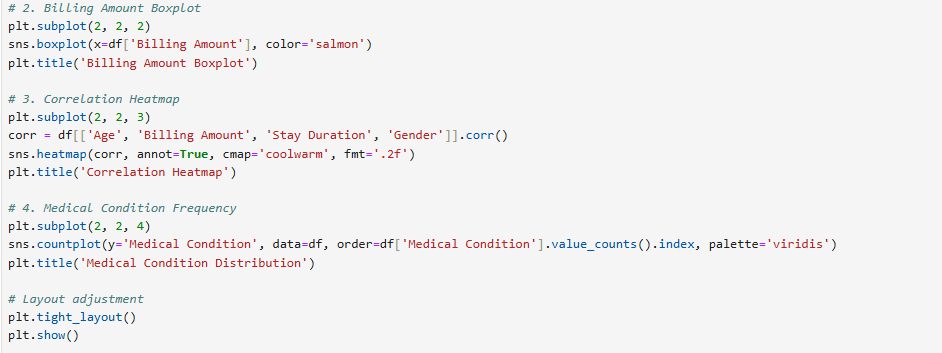 # 2. Billing Amount Boxplot
plt.subplot(2, 2, 2)
sns.boxplot(x=df['Billing Amount'], color='salmon')
plt.title('Billing Amount Boxplot')

# 3. Correlation Heatmap
plt.subplot(2, 2, 3)
corr = df[['Age', 'Billing Amount', 'Stay Duration', 'Gender']].corr()
sns.heatmap(corr, annot=True, cmap='coolwarm', fmt='.2f')
plt.title('Correlation Heatmap')

# 4. Medical Condition Frequency
plt.subplot(2, 2, 4)
sns.countplot(y='Medical Condition', data=df, order=df['Medical Condition'].value_counts().index, palette='viridis')
plt.title('Medical Condition Distribution')

# Layout adjustment
plt.tight_layout()
plt.show()